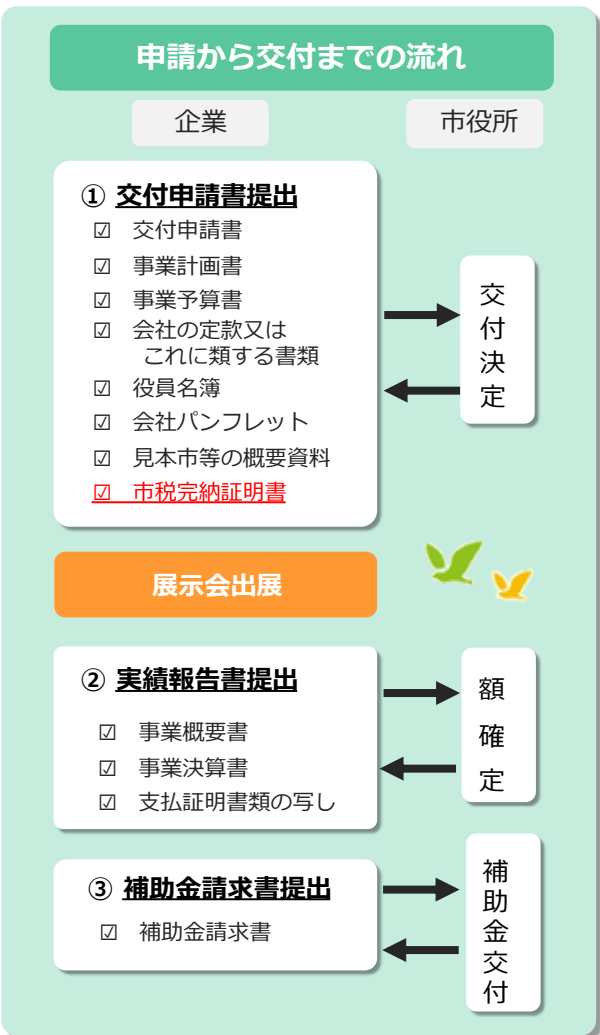 申請から交付までの流れ
企業
市役所
① 交付申請書提出
☑ 交付申請書
☑ 事業計画書
☑ 事業予算書
☑ 会社の定款又は
これに類する書類
☑ 役員名簿
☑ 会社パンフレット
☑ 見本市等の概要資料
☑ 市税完納証明書
交付決定
展示会出展
② 実績報告書提出
☑ 事業概要書
☑ 事業決算書
☑ 支払証明書類の写し
額確定
③ 補助金請求書提出
☑ 補助金請求書
補助金交付